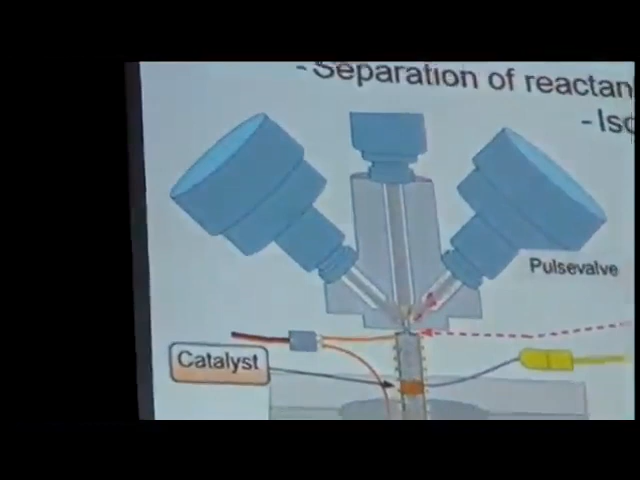 - Separation of reactan
- Iso
Pulsevalve
Catalyst